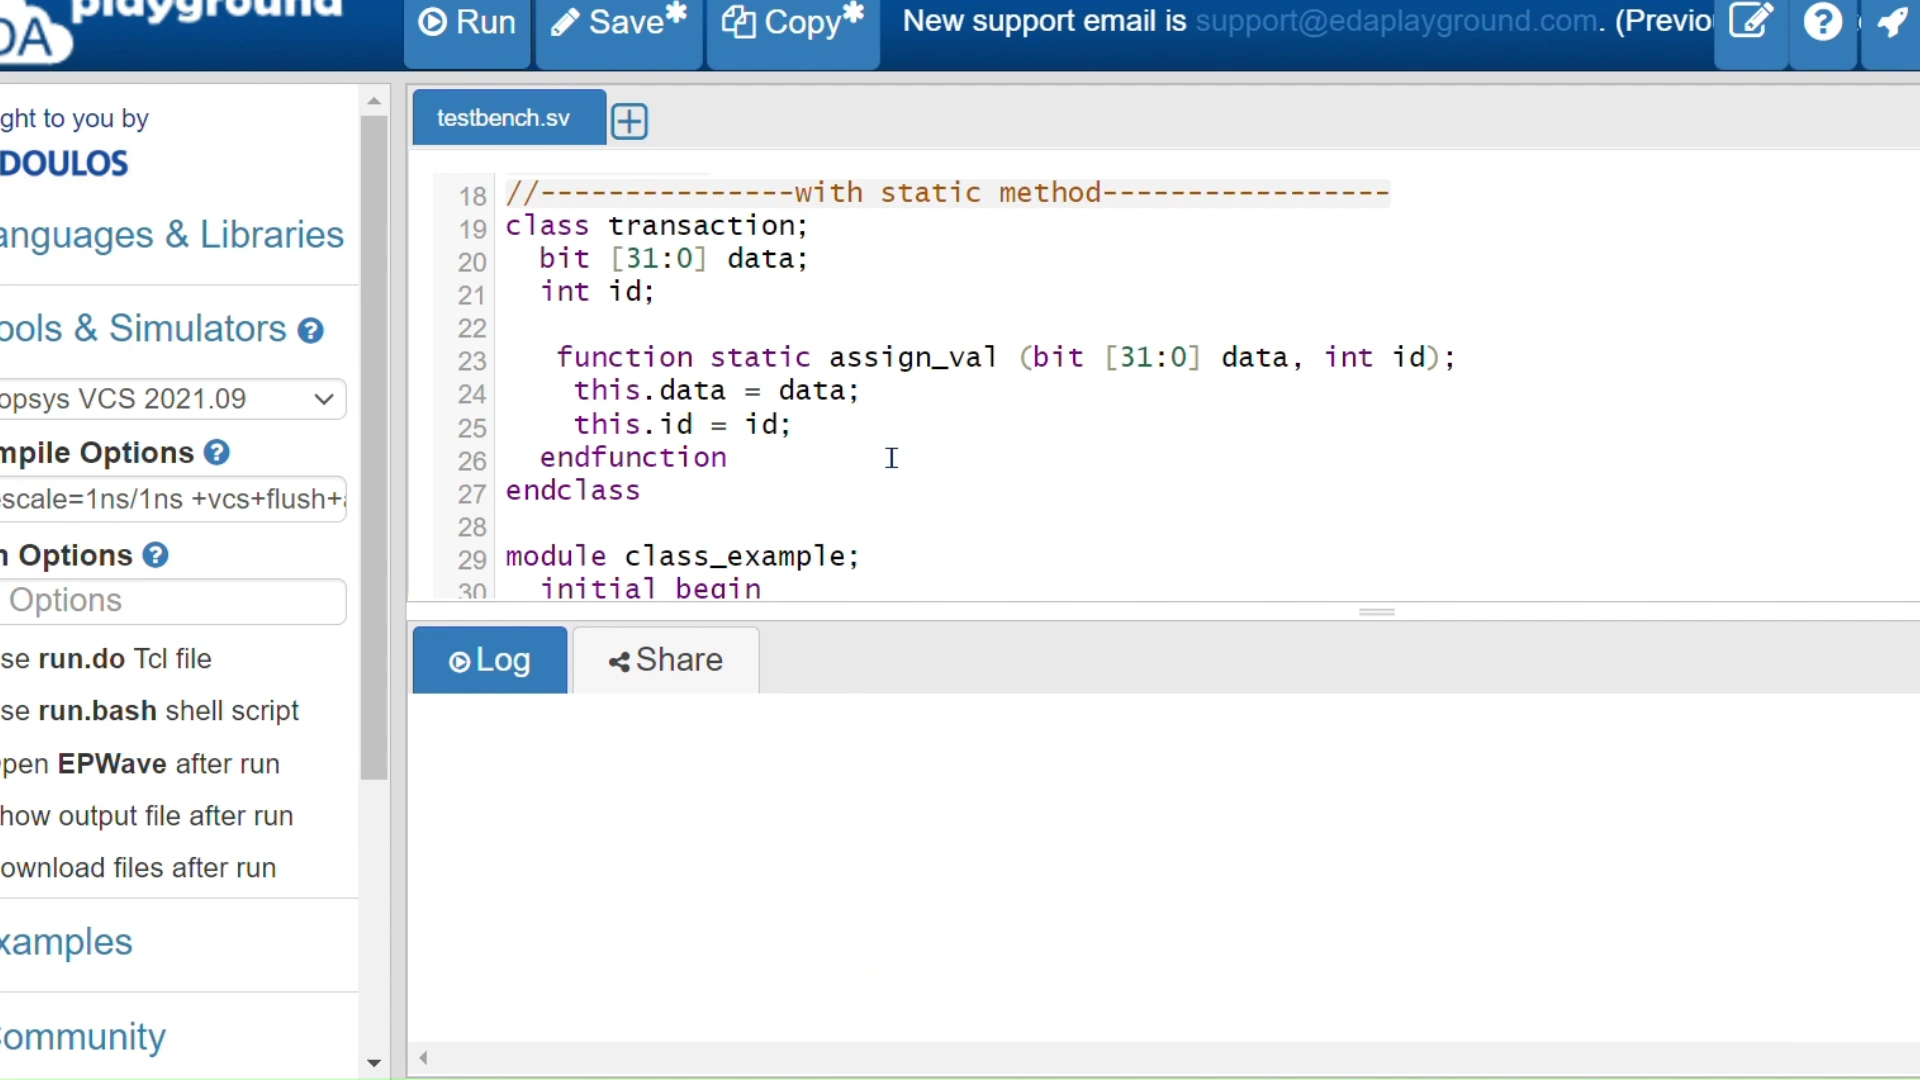 playground
DA
Run
Save*
Copy*
New support email is support@edaplayground.com. (Previo
ght to you by
DOULOS
anguages & Libraries
ools & Simulators ?
opsys VCS 2021.09
mpile Options ?
escale=1ns/1ns +vcs+flush+a
n Options ?
Options
se run.do Tcl file
se run.bash shell script
pen EPWave after run
how output file after run
ownload files after run
xamples
ommunity
testbench.sv
18 //---------------with static method-----------------
19 class transaction;
20 bit [31:0] data;
21 int id;
22
23 function static assign_val (bit [31:0] data, int id);
24 this.data = data;
25 this.id = id;
26 endfunction
27 endclass
28
29 module class_example;
30 initial begin
Log
Share